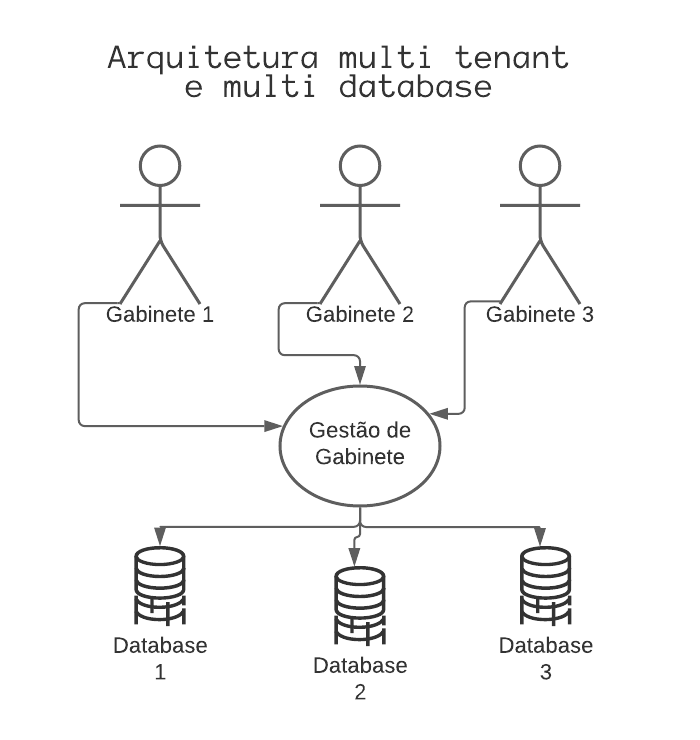 Arquitetura multi tenant
e multi database
Gabinete 1
Gabinete 2
Gabinete 3
Gestão de
Gabinete
Database
1
Database
2
Database
3